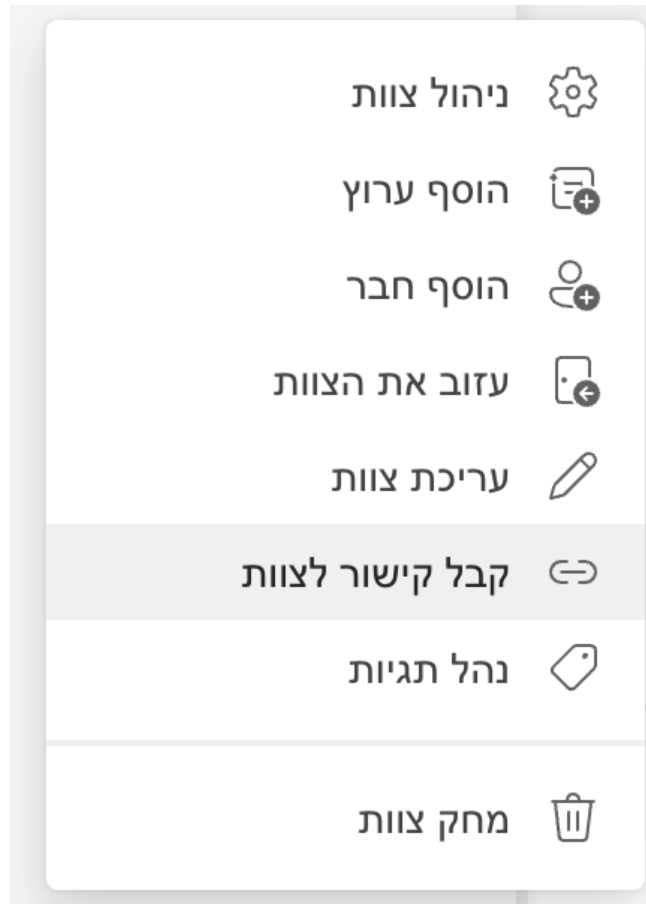 ניהול צוות
הוסף ערוץ
הוסף חבר
עזוב את הצוות
עריכת צוות
קבל קישור לצוות
נהל תגיות
מחק צוות